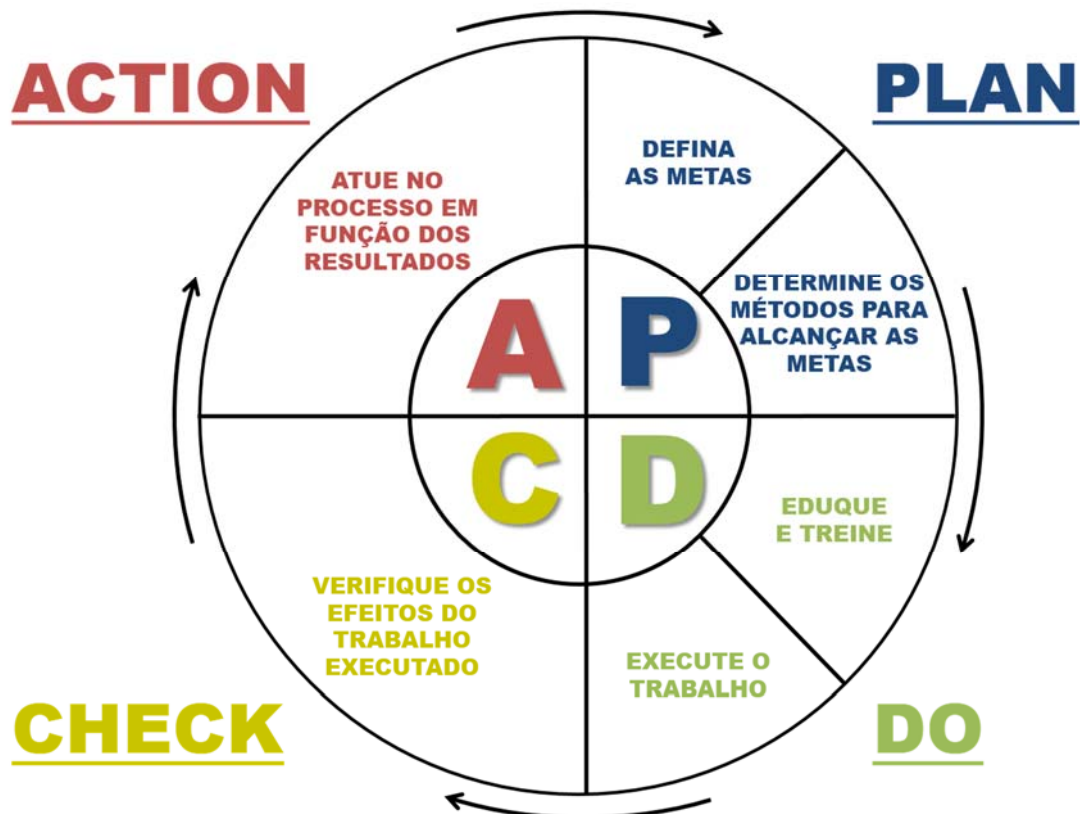 ACTION
PLAN
DEFINA
AS METAS
ATUE NO
PROCESSO EM
FUNÇÃO DOS
RESULTADOS
DETERMINE OS
MÉTODOS PARA
ALCANÇAR AS
METAS
A
P
C
D
EDUQUE
E TREINE
VERIFIQUE OS
EFEITOS DO
TRABALHO
EXECUTADO
EXECUTE O
TRABALHO
CHECK
DO